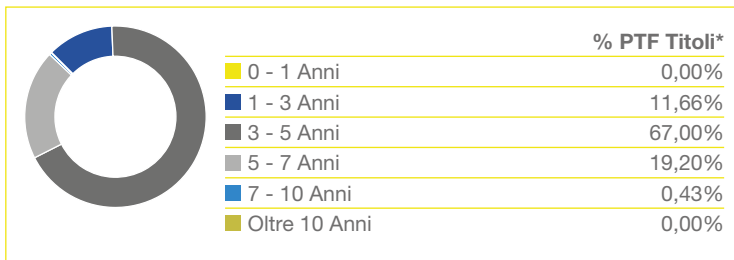 % PTF Titoli*
0 - 1 Anni 0,00%
1 - 3 Anni 11,66%
3 - 5 Anni 67,00%
5 - 7 Anni 19,20%
7 - 10 Anni 0,43%
Oltre 10 Anni 0,00%